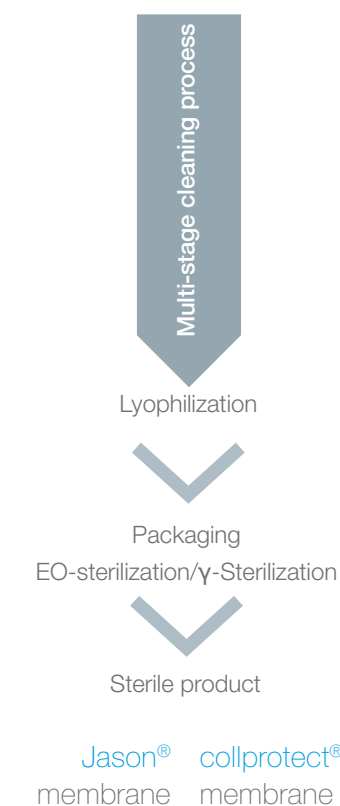 Multi-stage cleaning process
Lyophilization
Packaging
EO-sterilization/γ-Sterilization
Sterile product
Jason® collprotect®
membrane membrane